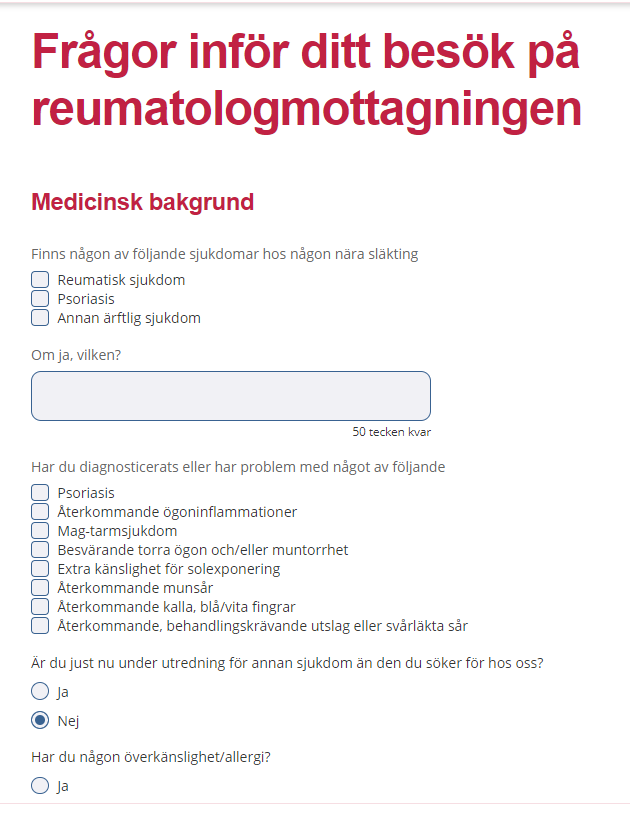 Frågor inför ditt besök på
reumatologmottagningen
Medicinsk bakgrund
Finns någon av följande sjukdomar hos någon nära släkting
Reumatisk sjukdom
Psoriasis
Annan ärftlig sjukdom
Om ja, vilken?
50 tecken kvar
Har du diagnosticerats eller har problem med något av följande
Psoriasis
Återkommande ögoninflammationer
Mag-tarmsjukdom
Besvärande torra ögon och/eller muntorrhet
Extra känslighet för solexponering
Återkommande munsår
Återkommande kalla, blå/vita fingrar
Återkommande, behandlingskrävande utslag eller svårläkta sår
Är du just nu under utredning för annan sjukdom än den du söker för hos oss?
Ja
Nej
Har du någon överkänslighet/allergi?
Ja